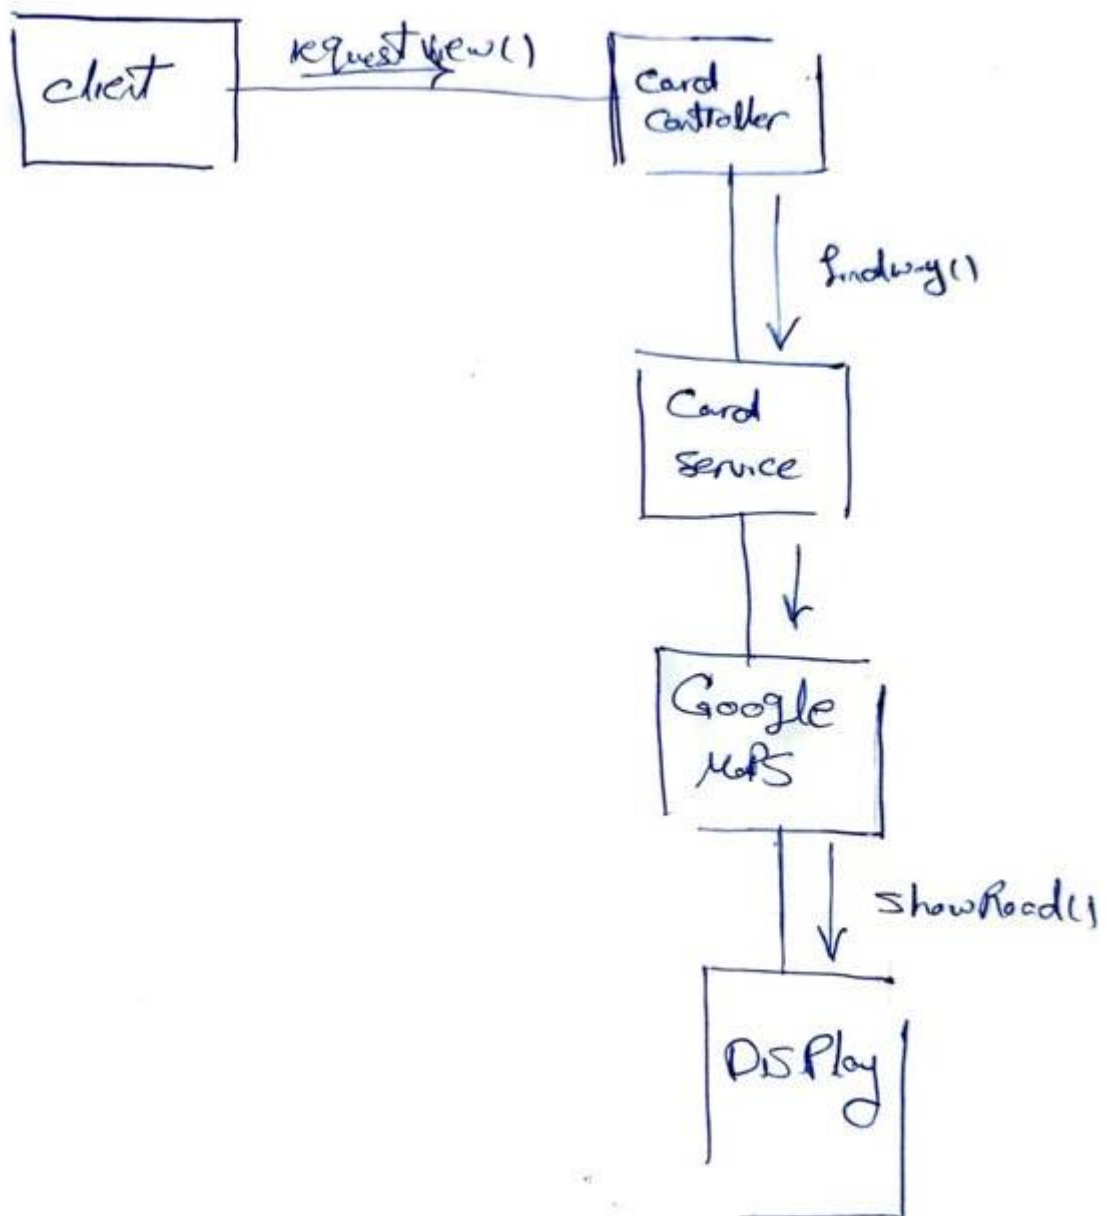 client
requestview()
Card
Controller
findway()
Card
service
Google
MAPS
showRoad()
DisPlay